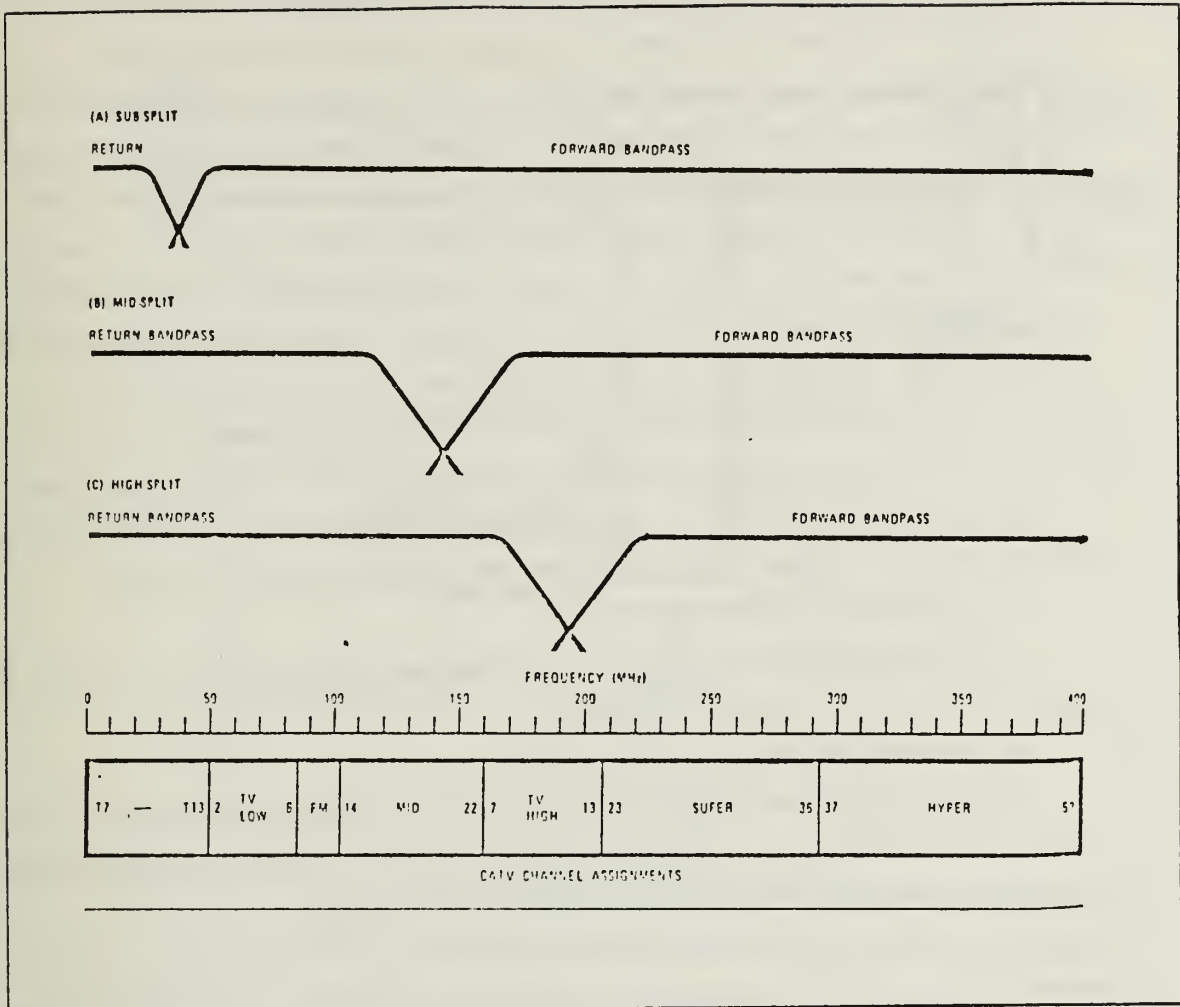 (A) SUB SPLIT
RETURN FORWARD BANDPASS
(B) MID-SPLIT
RETURN BANDPASS FORWARD BANDPASS
(C) HIGH SPLIT
RETURN BANDPASS FORWARD BANDPASS
FREQUENCY (MHz)
0 50 100 150 200 250 300 350 400
T7 — T13 2 TV LOW 6 FM 14 MID 22 7 TV HIGH 13 23 SUPER 36 37 HYPER
CATV CHANNEL ASSIGNMENTS